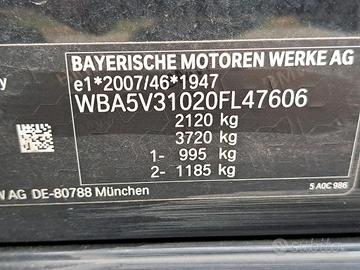 BAYERISCHE MOTOREN WERKE AG
e1*2007/46*1947
WBA5V31020FL47606
2120 kg
3720 kg
1- 995 kg
2- 1185 kg
W AG DE-80788 München
5 A0C 986
subito